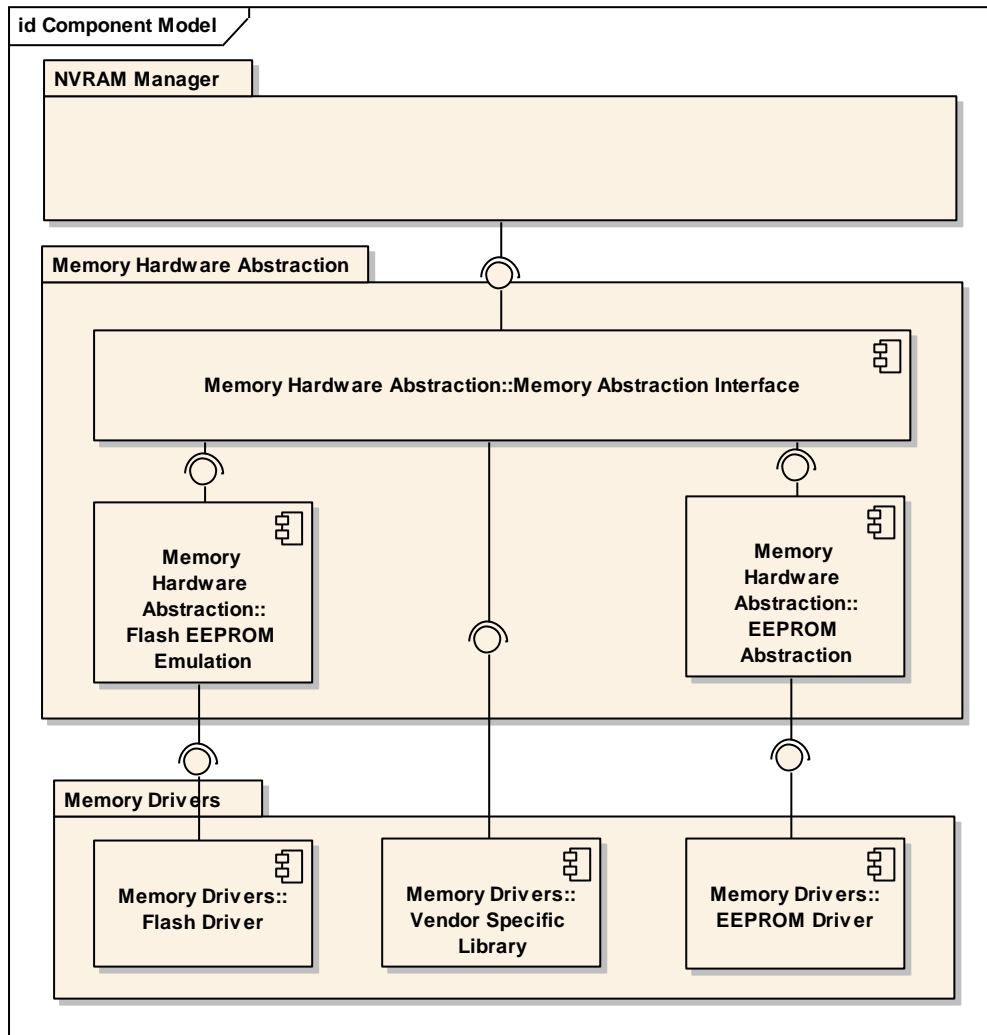 id Component Model
NVRAM Manager
Memory Hardware Abstraction
Memory Hardware Abstraction::Memory Abstraction Interface
Memory
Hardware
Abstraction::
Flash EEPROM
Emulation
Memory
Hardware
Abstraction::
EEPROM
Abstraction
Memory Drivers
Memory Drivers::
Flash Driver
Memory Drivers::
Vendor Specific
Library
Memory Drivers::
EEPROM Driver